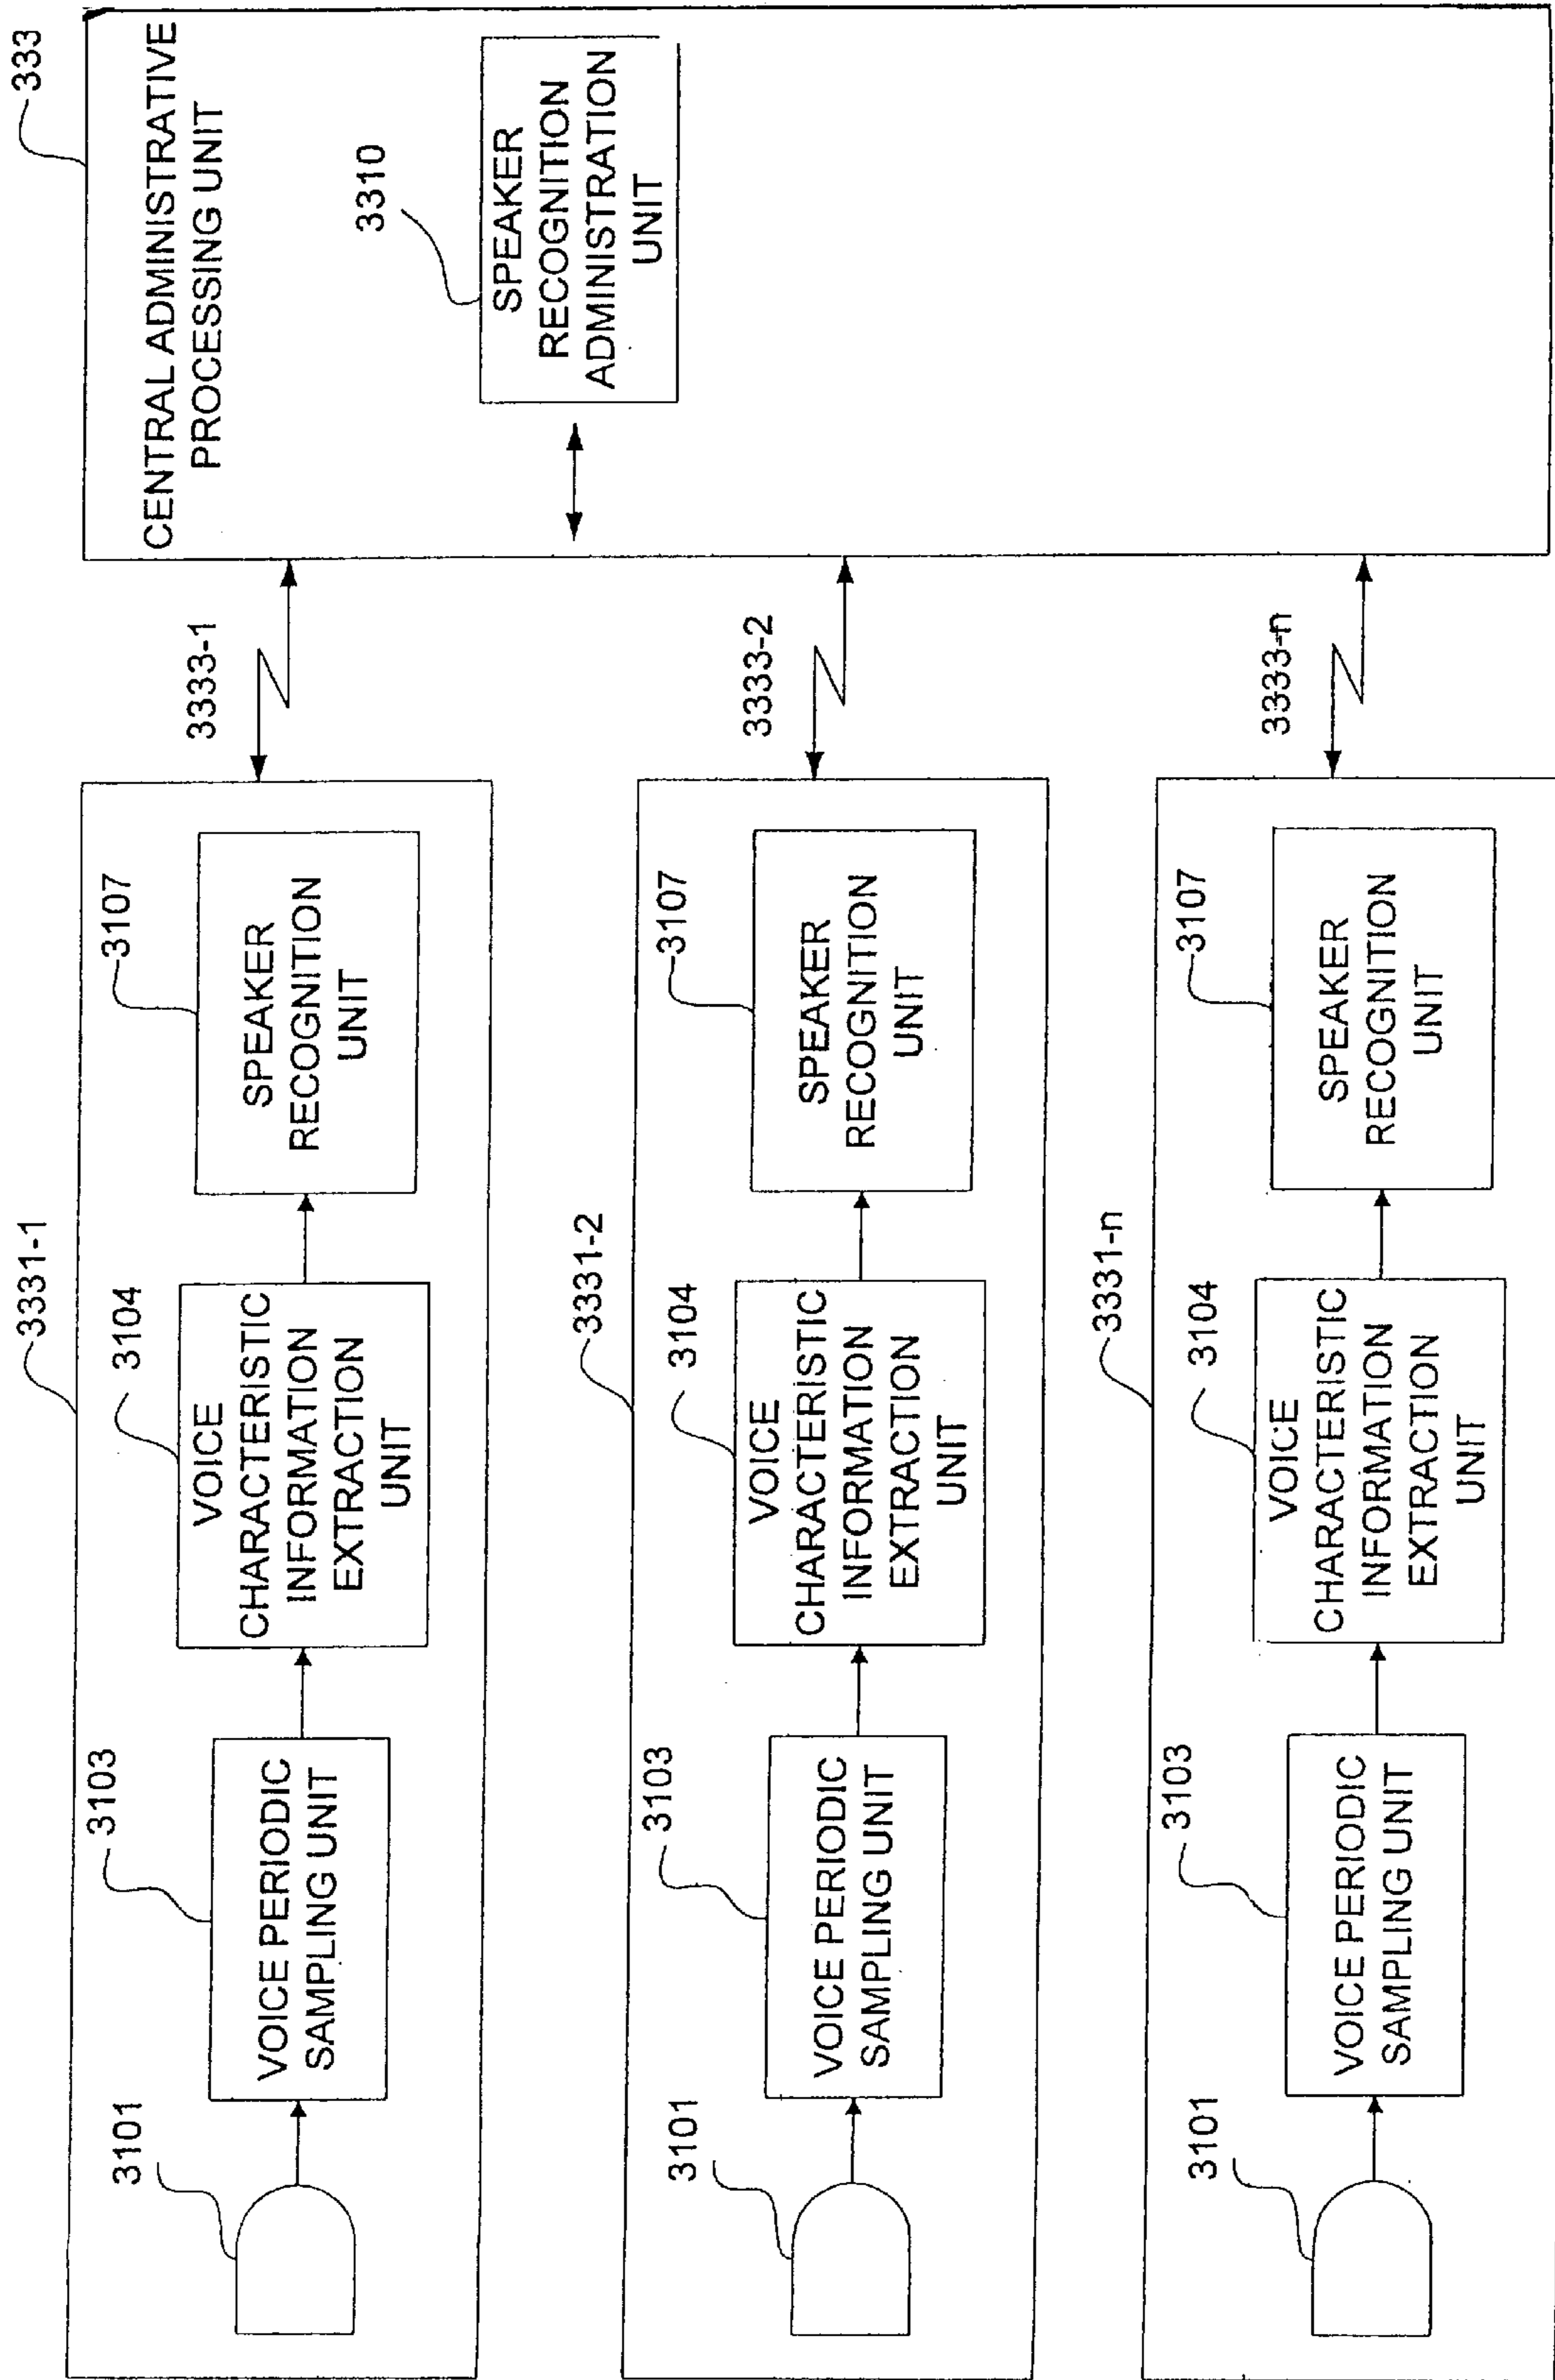 3331-1
3101
3103
VOICE PERIODIC
SAMPLING UNIT
3104
VOICE
CHARACTERISTIC
INFORMATION
EXTRACTION
UNIT
3107
SPEAKER
RECOGNITION
UNIT
3333-1
3331-2
3101
3103
VOICE PERIODIC
SAMPLING UNIT
3104
VOICE
CHARACTERISTIC
INFORMATION
EXTRACTION
UNIT
3107
SPEAKER
RECOGNITION
UNIT
3333-2
3331-n
3101
3103
VOICE PERIODIC
SAMPLING UNIT
3104
VOICE
CHARACTERISTIC
INFORMATION
EXTRACTION
UNIT
3107
SPEAKER
RECOGNITION
UNIT
3333-n
333
CENTRAL ADMINISTRATIVE
PROCESSING UNIT
3310
SPEAKER
RECOGNITION
ADMINISTRATION
UNIT